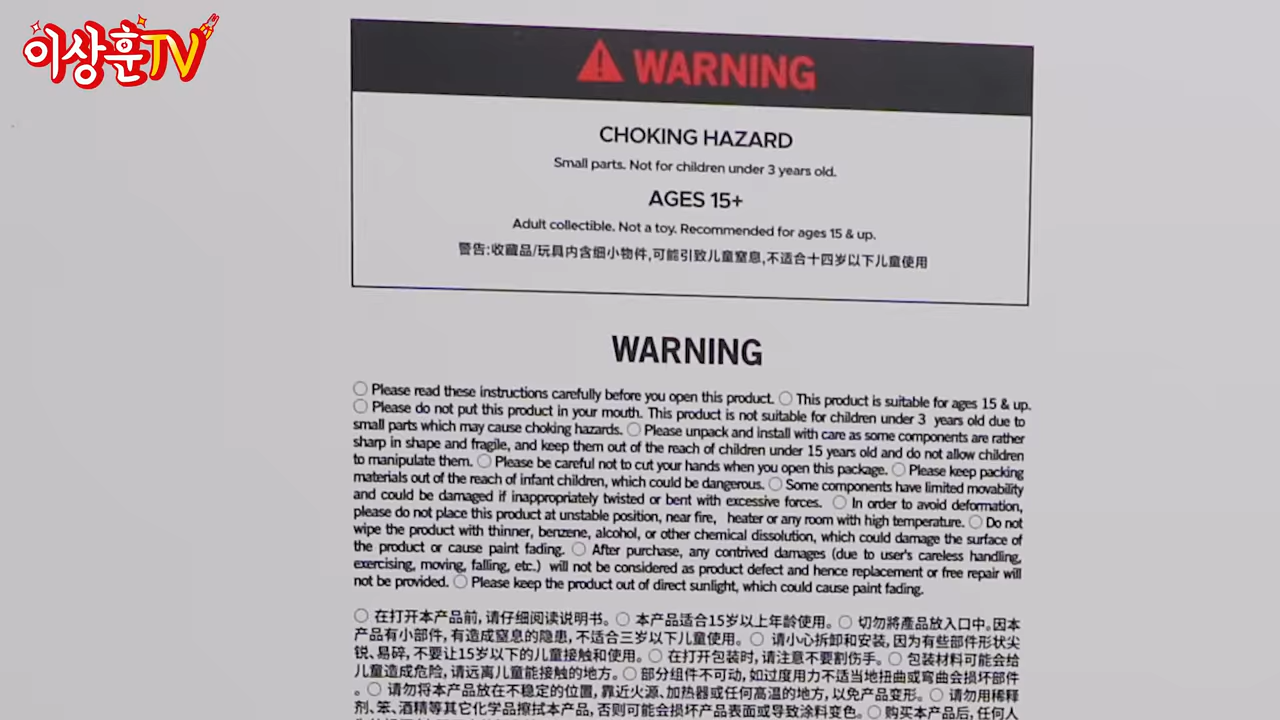 이상훈TV
WARNING
CHOKING HAZARD
Small parts. Not for children under 3 years old.
AGES 15+
Adult collectible. Not a toy. Recommended for ages 15 & up.
警告:收藏品/玩具内含细小物件,可能引致儿童窒息,不适合十四岁以下儿童使用
WARNING
○ Please read these instructions carefully before you open this product. ○ This product is suitable for ages 15 & up.
○ Please do not put this product in your mouth. This product is not suitable for children under 3 years old due to
small parts which may cause choking hazards. ○ Please unpack and install with care as some components are rather
sharp in shape and fragile, and keep them out of the reach of children under 15 years old and do not allow children
to manipulate them. ○ Please be careful not to cut your hands when you open this package. ○ Please keep packing
materials out of the reach of infant children, which could be dangerous. ○ Some components have limited movability
and could be damaged if inappropriately twisted or bent with excessive forces. ○ In order to avoid deformation,
please do not place this product at unstable position, near fire, heater or any room with high temperature. ○ Do not
wipe the product with thinner, benzene, alcohol, or other chemical dissolution, which could damage the surface of
the product or cause paint fading. ○ After purchase, any contrived damages (due to user's careless handling,
exercising, moving, falling, etc.) will not be considered as product defect and hence replacement or free repair will
not be provided. ○ Please keep the product out of direct sunlight, which could cause paint fading.
○ 在打开本产品前,请仔细阅读说明书。○ 本产品适合15岁以上年龄使用。○ 切勿將產品放入口中。因本
产品有小部件,有造成窒息的隐患,不适合三岁以下儿童使用。○ 请小心拆卸和安装,因为有些部件形状尖
锐、易碎,不要让15岁以下的儿童接触和使用。○ 在打开包装时,请注意不要割伤手。○ 包装材料可能会给
儿童造成危险,请远离儿童能接触的地方。○ 部分组件不可动,如过度用力不适当地扭曲或弯曲会损坏部件
。○ 请勿将本产品放在不稳定的位置,靠近火源、加热器或任何高温的地方,以免产品变形。○ 请勿用稀释
剂、笨、酒精等其它化学品擦拭本产品,否则可能会损坏产品表面或导致涂料变色。○ 购买本产品后,任何人